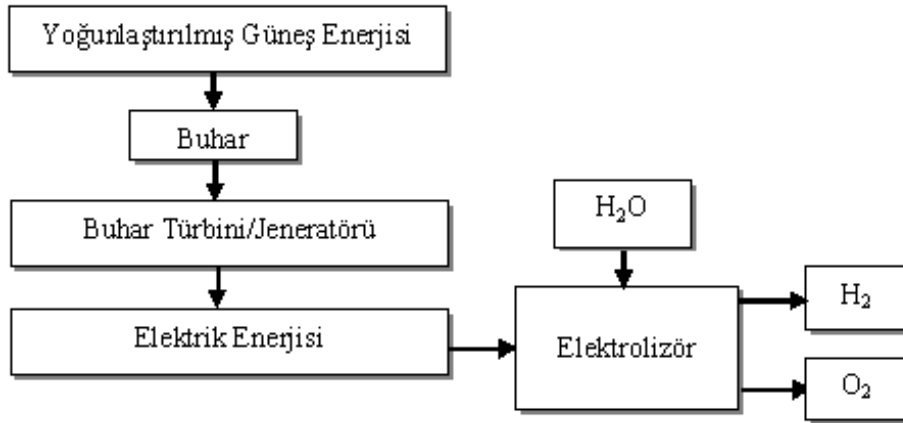 Yoğunlaştırılmış Güneş Enerjisi
Buhar
Buhar Türbini/Jeneratörü
H₂O
Elektrik Enerjisi
Elektrolizör
H₂
O₂